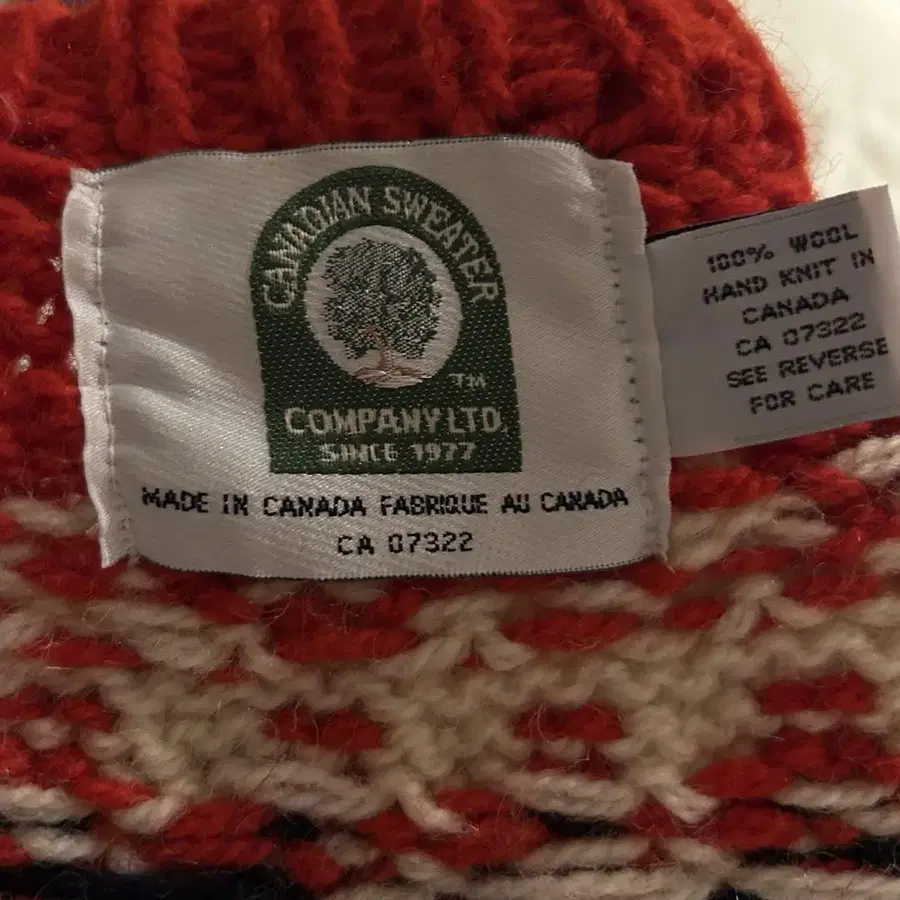 CANADIAN SWEATER
TM
COMPANY LTD.
SINCE 1977
MADE IN CANADA FABRIQUE AU CANADA
CA 07322
100% WOOL
HAND KNIT IN
CANADA
CA 07322
SEE REVERSE
FOR CARE